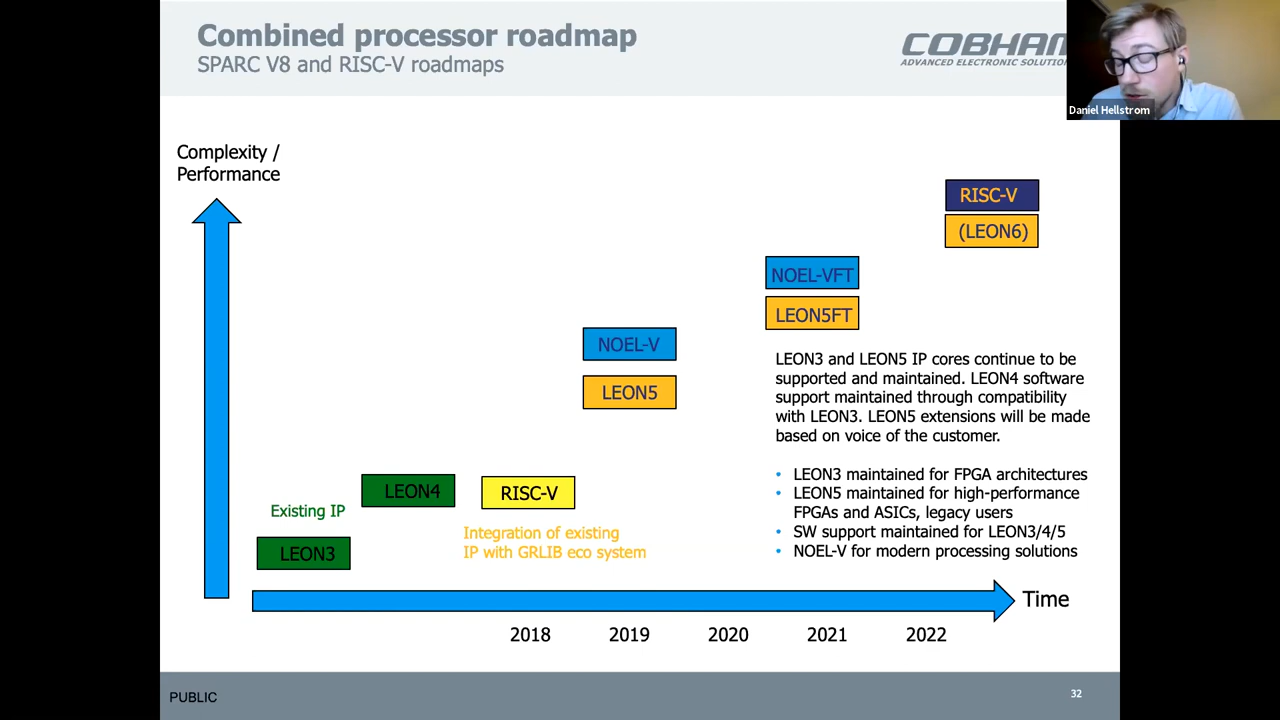 Combined processor roadmap
SPARC V8 and RISC-V roadmaps
COBHAM
ADVANCED ELECTRONIC SOLUTION
Daniel Hellstrom
Complexity /
Performance
RISC-V
(LEON6)
NOEL-VFT
LEON5FT
NOEL-V
LEON5
LEON3 and LEON5 IP cores continue to be
supported and maintained. LEON4 software
support maintained through compatibility
with LEON3. LEON5 extensions will be made
based on voice of the customer.
• LEON3 maintained for FPGA architectures
• LEON5 maintained for high-performance
FPGAs and ASICs, legacy users
• SW support maintained for LEON3/4/5
• NOEL-V for modern processing solutions
LEON4
RISC-V
Existing IP
Integration of existing
IP with GRLIB eco system
LEON3
Time
2018 2019 2020 2021 2022
PUBLIC
32